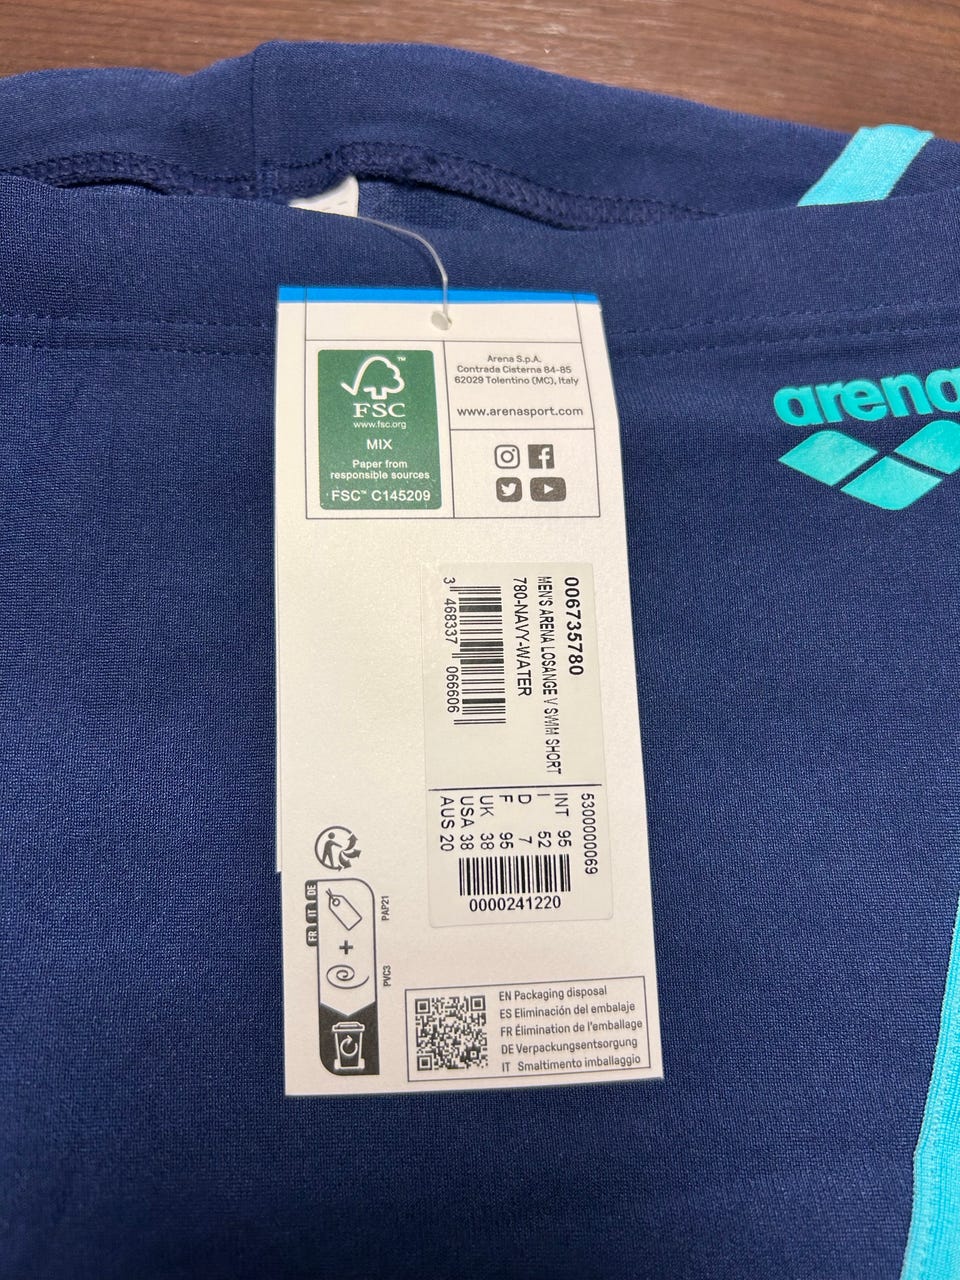 FSC
™
www.fsc.org
MIX
Paper from
responsible sources
FSC™ C145209
Arena S.p.A.
Contrada Cisterna 84-85
62029 Tolentino (MC), Italy
www.arenasport.com
arena
006735780
MEN'S ARENA LOSANGE V SWIM SHORT
780-NAVY-WATER
3 468337 066606
5300000069
INT 95
I 52
D 7
F 95
UK 38
USA 38
AUS 20
0000241220
FR IT DE
PAP21
+
PVC3
EN Packaging disposal
ES Eliminación del embalaje
FR Élimination de l'emballage
DE Verpackungsentsorgung
IT Smaltimento imballaggio